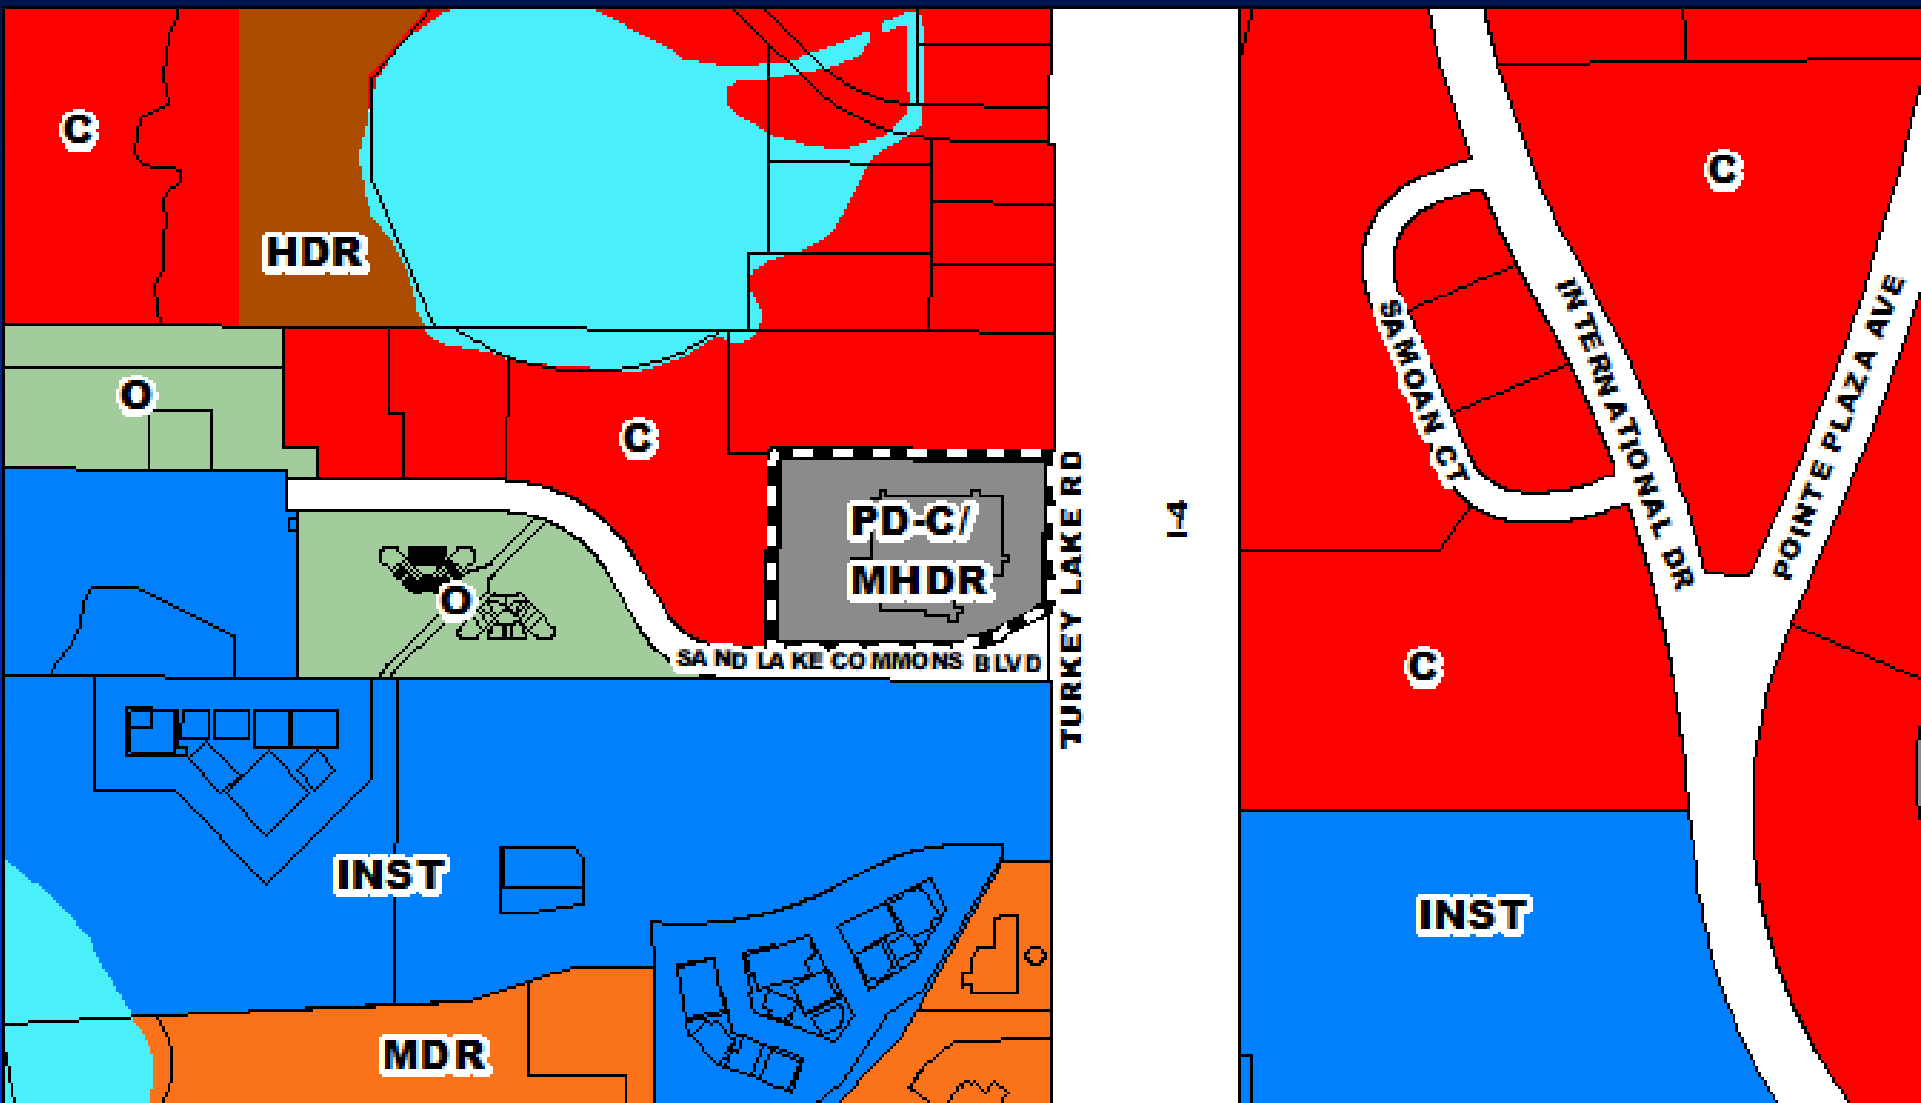 C
C
HDR
INTERNATIONAL DR
POINTE PLAZA AVE
SAMOAN CT
O
C
PD-C/
MHDR
TURKEY LAKE RD
I-4
O
SAND LAKE COMMONS BLVD
C
INST
INST
MDR